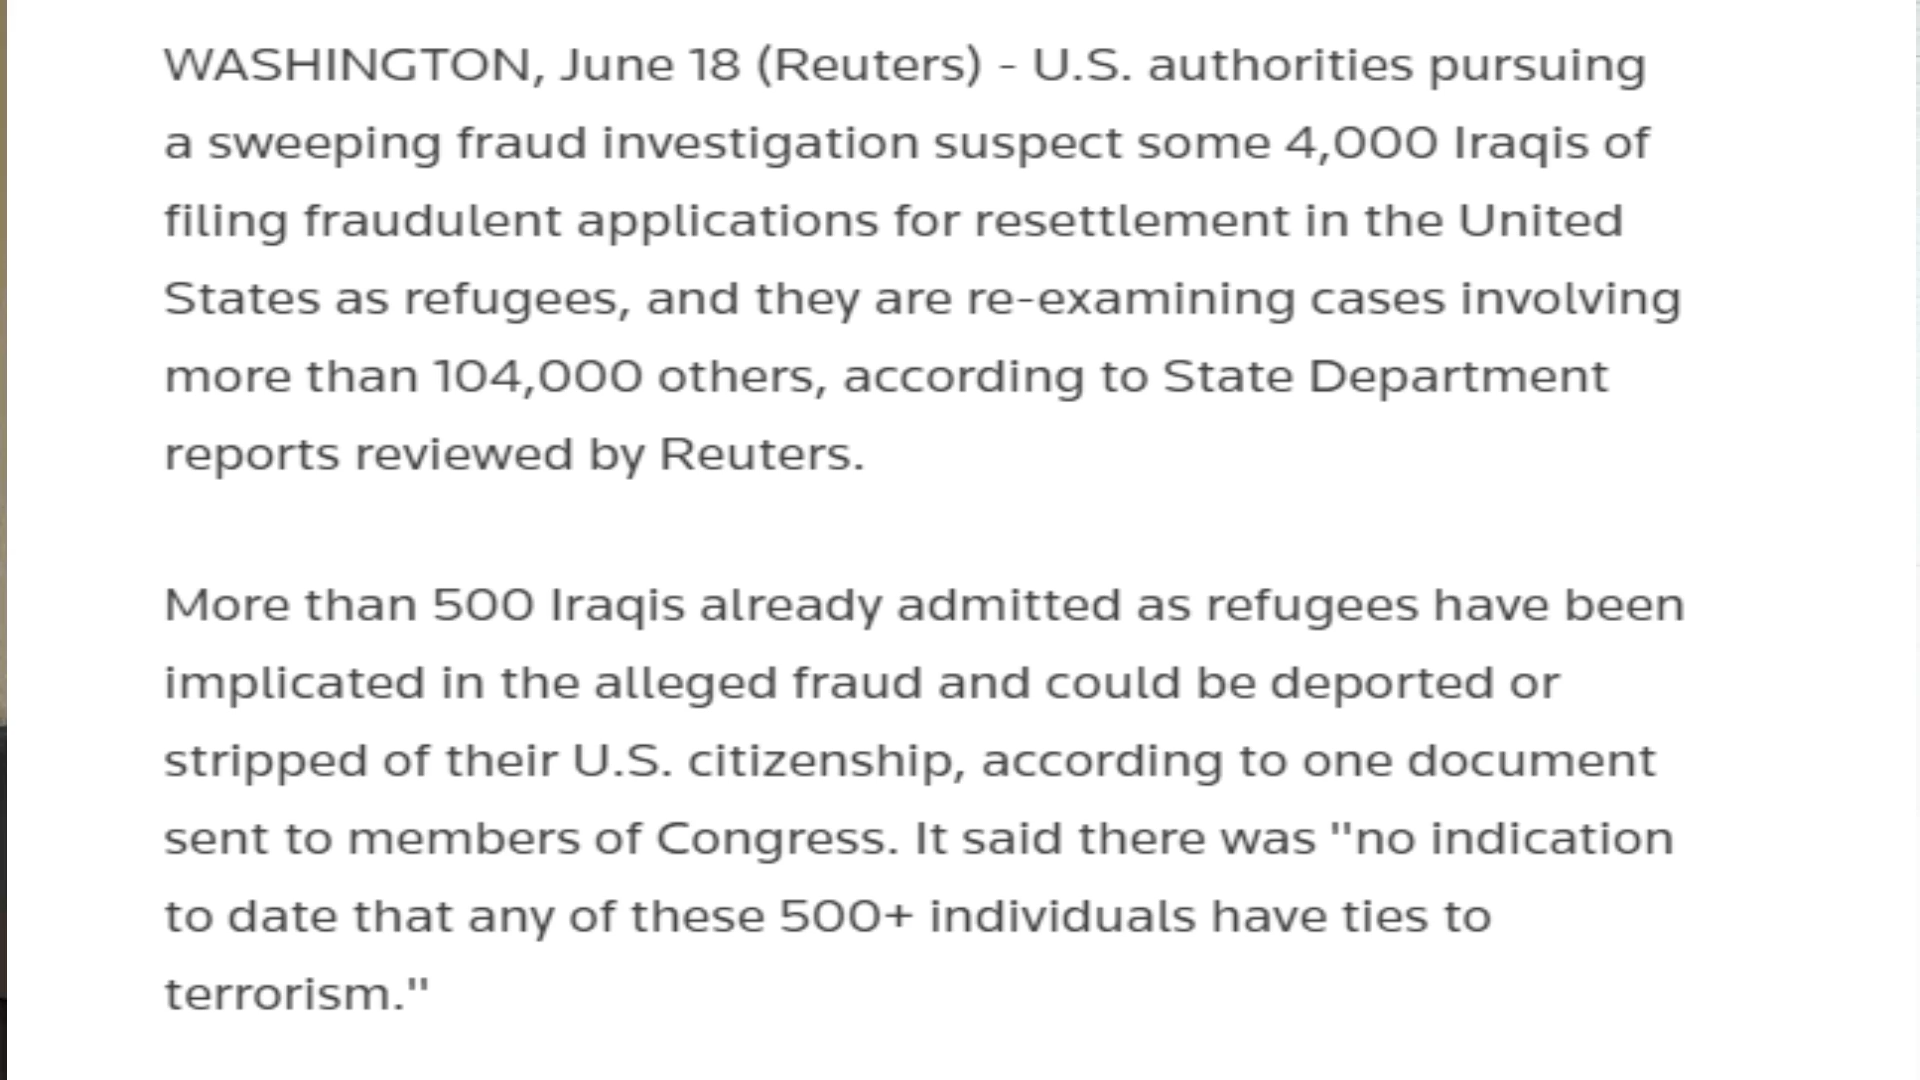 WASHINGTON, June 18 (Reuters) - U.S. authorities pursuing
a sweeping fraud investigation suspect some 4,000 Iraqis of
filing fraudulent applications for resettlement in the United
States as refugees, and they are re-examining cases involving
more than 104,000 others, according to State Department
reports reviewed by Reuters.
More than 500 Iraqis already admitted as refugees have been
implicated in the alleged fraud and could be deported or
stripped of their U.S. citizenship, according to one document
sent to members of Congress. It said there was "no indication
to date that any of these 500+ individuals have ties to
terrorism."